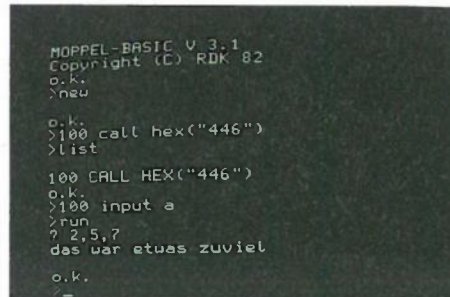 MOPPEL-BASIC V 3.1
Copyright (C) RDK 82
o.k.
>new
o.k.
>100 call hex("446")
>list
100 CALL HEX("446")
o.k.
>100 input a
>run
? 2,5,7
das war etwas zuviel
o.k.
>_